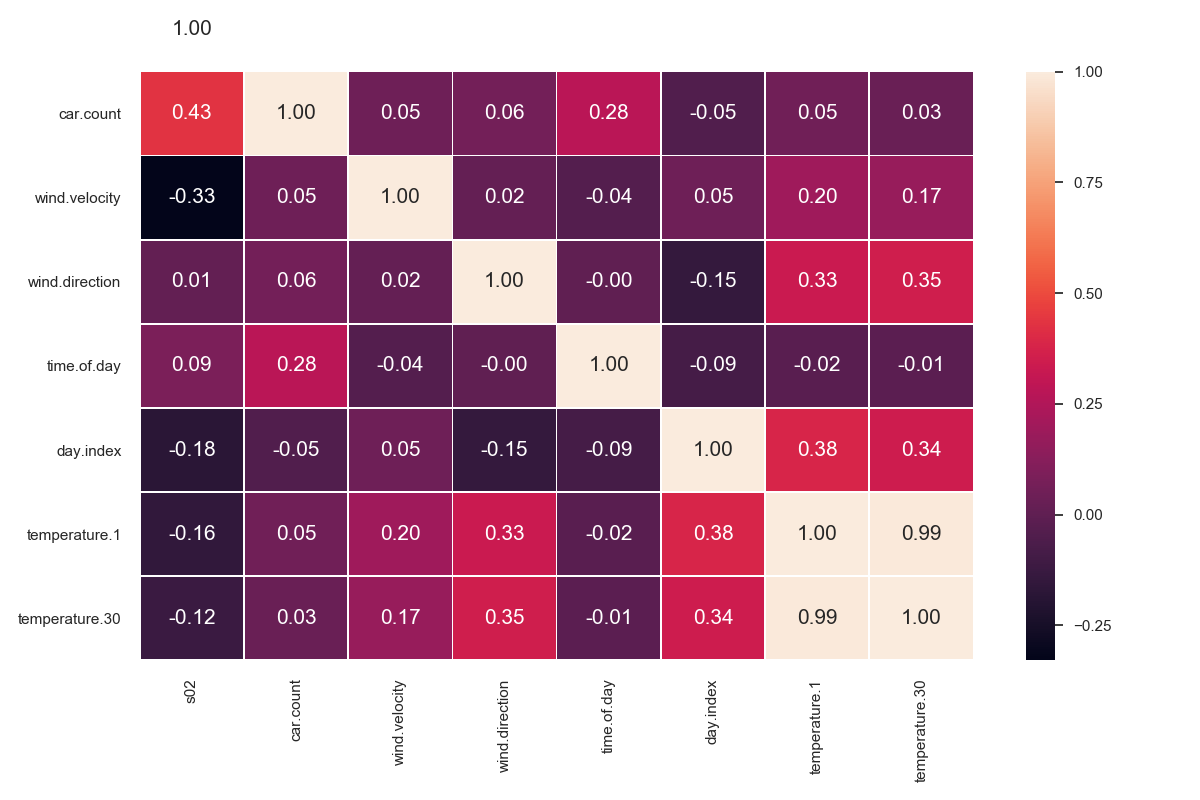 1.00
car.count 0.43 1.00 0.05 0.06 0.28 -0.05 0.05 0.03
wind.velocity -0.33 0.05 1.00 0.02 -0.04 0.05 0.20 0.17
wind.direction 0.01 0.06 0.02 1.00 -0.00 -0.15 0.33 0.35
time.of.day 0.09 0.28 -0.04 -0.00 1.00 -0.09 -0.02 -0.01
day.index -0.18 -0.05 0.05 -0.15 -0.09 1.00 0.38 0.34
temperature.1 -0.16 0.05 0.20 0.33 -0.02 0.38 1.00 0.99
temperature.30 -0.12 0.03 0.17 0.35 -0.01 0.34 0.99 1.00
s02
car.count
wind.velocity
wind.direction
time.of.day
day.index
temperature.1
temperature.30
1.00
0.75
0.50
0.25
0.00
−0.25